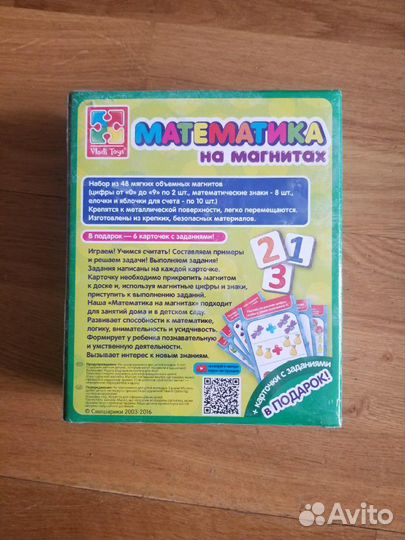 Vladi Toys
МАТЕМАТИКА
НА МАГНИТАХ
Набор из 48 мягких объемных магнитов
(цифры от «0» до «9» по 2 шт., математические знаки - 8 шт.,
елочки и яблочки для счета - по 10 шт.)
Крепятся к металлической поверхности, легко перемещаются.
Изготовлены из крепких, безопасных материалов.
В подарок — 6 карточек с заданиями!
2 1
3
Играем! Учимся считать! Составляем примеры
и решаем задачи! Выполняем задания!
Задания написаны на каждой карточке.
Карточку необходимо прикрепить магнитом
к доске и, используя магнитные цифры и знаки,
приступить к выполнению заданий.
Наша «Математика на магнитах» подходит
для занятий дома и в детском саду.
Развивает способности к математике,
логику, внимательность и усидчивость.
Формирует у ребенка познавательную
и умственную деятельность.
Вызывает интерес к новым знаниям.
+ карточки с заданиями
В ПОДАРОК!
© Смешарики 2003-2016
Avito